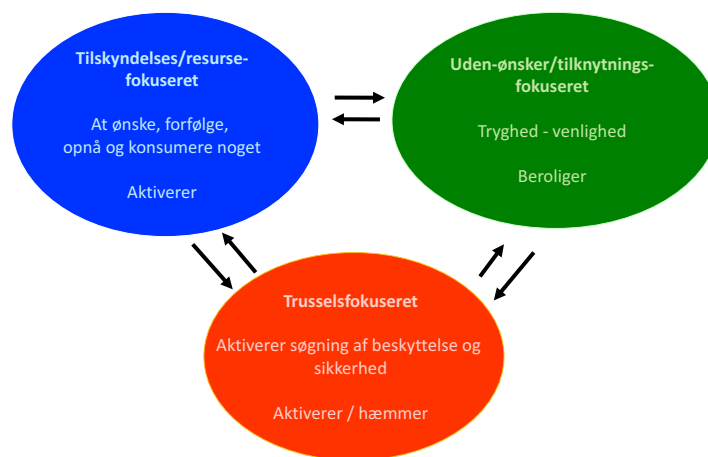 Tilskyndelses/resurse-
fokuseret
At ønske, forfølge,
opnå og konsumere noget
Aktiverer
Uden-ønsker/tilknytnings-
fokuseret
Tryghed - venlighed
Beroliger
Trusselsfokuseret
Aktiverer søgning af beskyttelse og
sikkerhed
Aktiverer / hæmmer